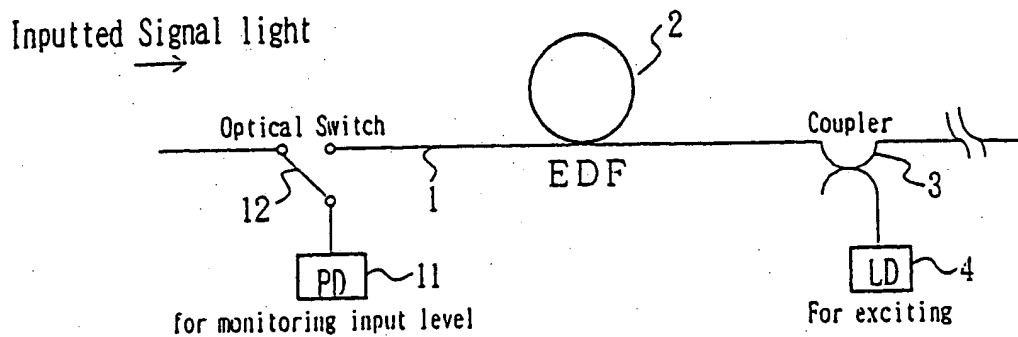 Inputted Signal light
2
Optical Switch
Coupler
EDF
12
1
3
PD
11
LD
4
for monitoring input level
For exciting